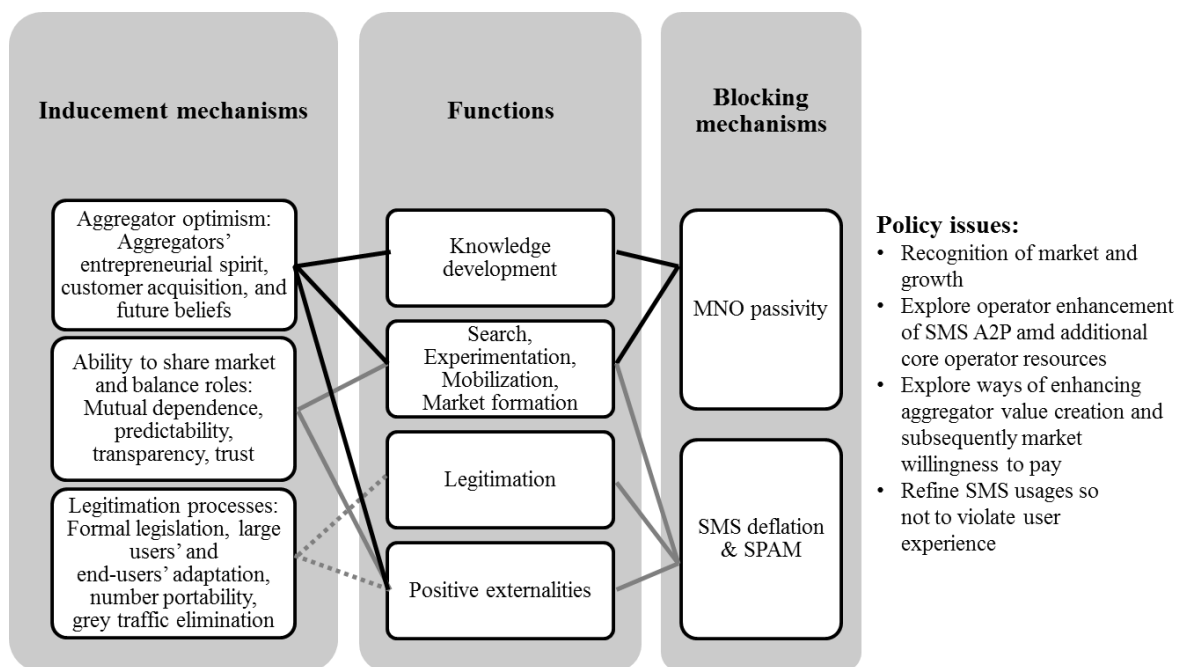 Inducement mechanisms
Functions
Blocking
mechanisms
Aggregator optimism:
Aggregators’
entrepreneurial spirit,
customer acquisition, and
future beliefs
Ability to share market
and balance roles:
Mutual dependence,
predictability,
transparency, trust
Legitimation processes:
Formal legislation, large
users’ and
end-users’ adaptation,
number portability,
grey traffic elimination
Knowledge
development
Search,
Experimentation,
Mobilization,
Market formation
Legitimation
Positive externalities
MNO passivity
SMS deflation
& SPAM
Policy issues:
• Recognition of market and
growth
• Explore operator enhancement
of SMS A2P amd additional
core operator resources
• Explore ways of enhancing
aggregator value creation and
subsequently market
willingness to pay
• Refine SMS usages so
not to violate user
experience